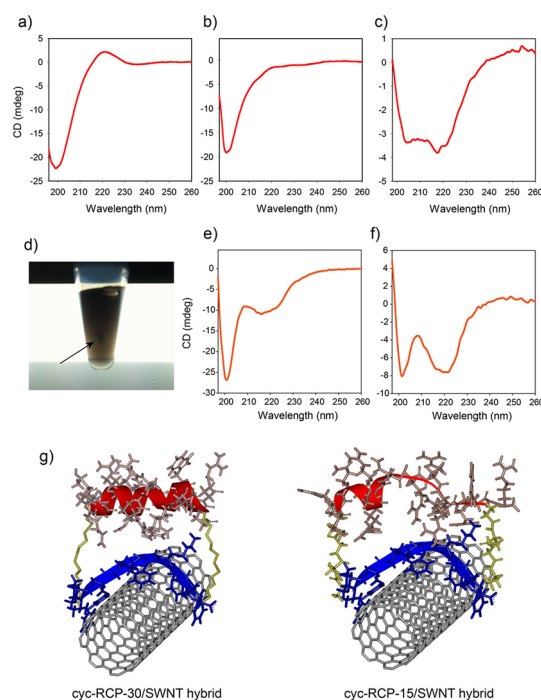 a)
5
0
-5
-10
-15
-20
-25
CD (mdeg)
200 210 220 230 240 250 260
Wavelength (nm)
b)
5
0
-5
-10
-15
-20
-25
200 210 220 230 240 250 260
Wavelength (nm)
c)
1
0
-1
-2
-3
-4
-5
200 210 220 230 240 250 260
Wavelength (nm)
d)
e)
0
-5
-10
-15
-20
-25
-30
CD (mdeg)
200 210 220 230 240 250 260
Wavelength (nm)
f)
6
4
2
0
-2
-4
-6
-8
-10
200 210 220 230 240 250 260
Wavelength (nm)
g)
cyc-RCP-30/SWNT hybrid
cyc-RCP-15/SWNT hybrid